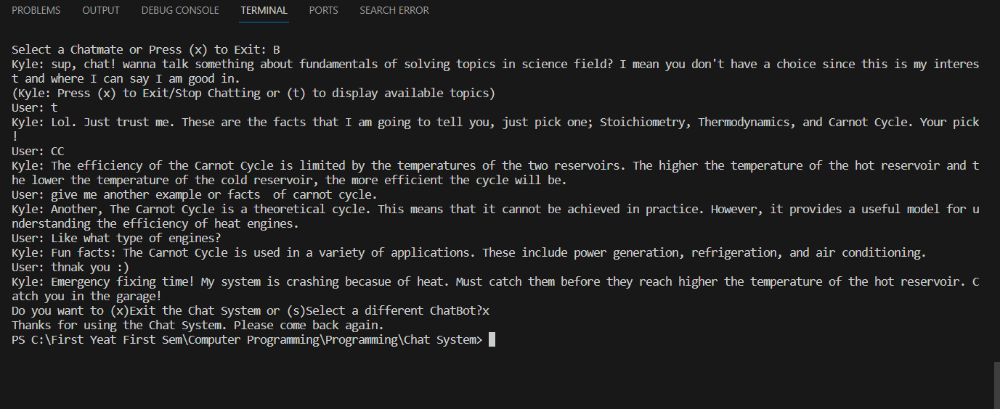 PROBLEMS OUTPUT DEBUG CONSOLE TERMINAL PORTS SEARCH ERROR
Select a Chatmate or Press (x) to Exit: B
Kyle: sup, chat! wanna talk something about fundamentals of solving topics in science field? I mean you don't have a choice since this is my interes
t and where I can say I am good in.
(Kyle: Press (x) to Exit/Stop Chatting or (t) to display available topics)
User: t
Kyle: Lol. Just trust me. These are the facts that I am going to tell you, just pick one; Stoichiometry, Thermodynamics, and Carnot Cycle. Your pick
!
User: CC
Kyle: The efficiency of the Carnot Cycle is limited by the temperatures of the two reservoirs. The higher the temperature of the hot reservoir and t
he lower the temperature of the cold reservoir, the more efficient the cycle will be.
User: give me another example or facts  of carnot cycle.
Kyle: Another, The Carnot Cycle is a theoretical cycle. This means that it cannot be achieved in practice. However, it provides a useful model for u
nderstanding the efficiency of heat engines.
User: Like what type of engines?
Kyle: Fun facts: The Carnot Cycle is used in a variety of applications. These include power generation, refrigeration, and air conditioning.
User: thnak you :)
Kyle: Emergency fixing time! My system is crashing becasue of heat. Must catch them before they reach higher the temperature of the hot reservoir. C
atch you in the garage!
Do you want to (x)Exit the Chat System or (s)Select a different ChatBot?x
Thanks for using the Chat System. Please come back again.
PS C:\First Yeat First Sem\Computer Programming\Programming\Chat System>